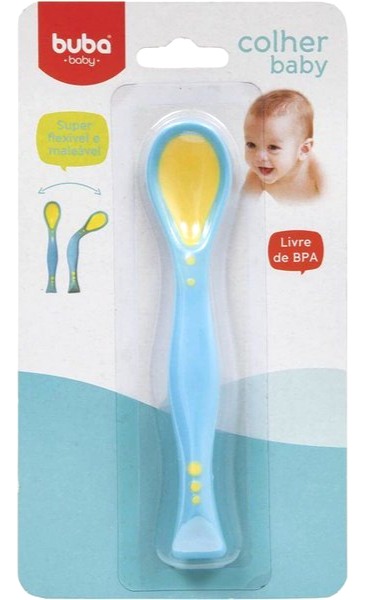 buba
•baby•
colher
baby
Super
flexível e
maleável
Livre
de BPA